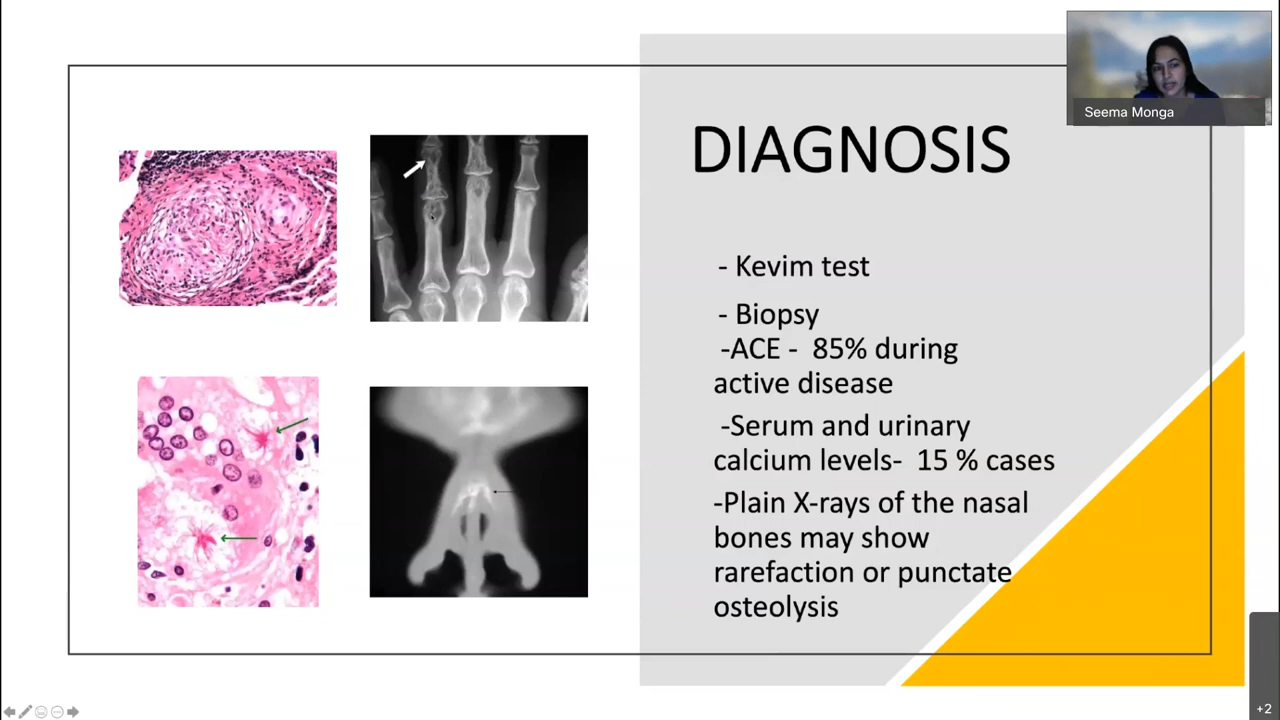 Seema Monga
DIAGNOSIS
- Kevim test
- Biopsy
-ACE - 85% during
active disease
-Serum and urinary
calcium levels- 15 % cases
-Plain X-rays of the nasal
bones may show
rarefaction or punctate
osteolysis
+2